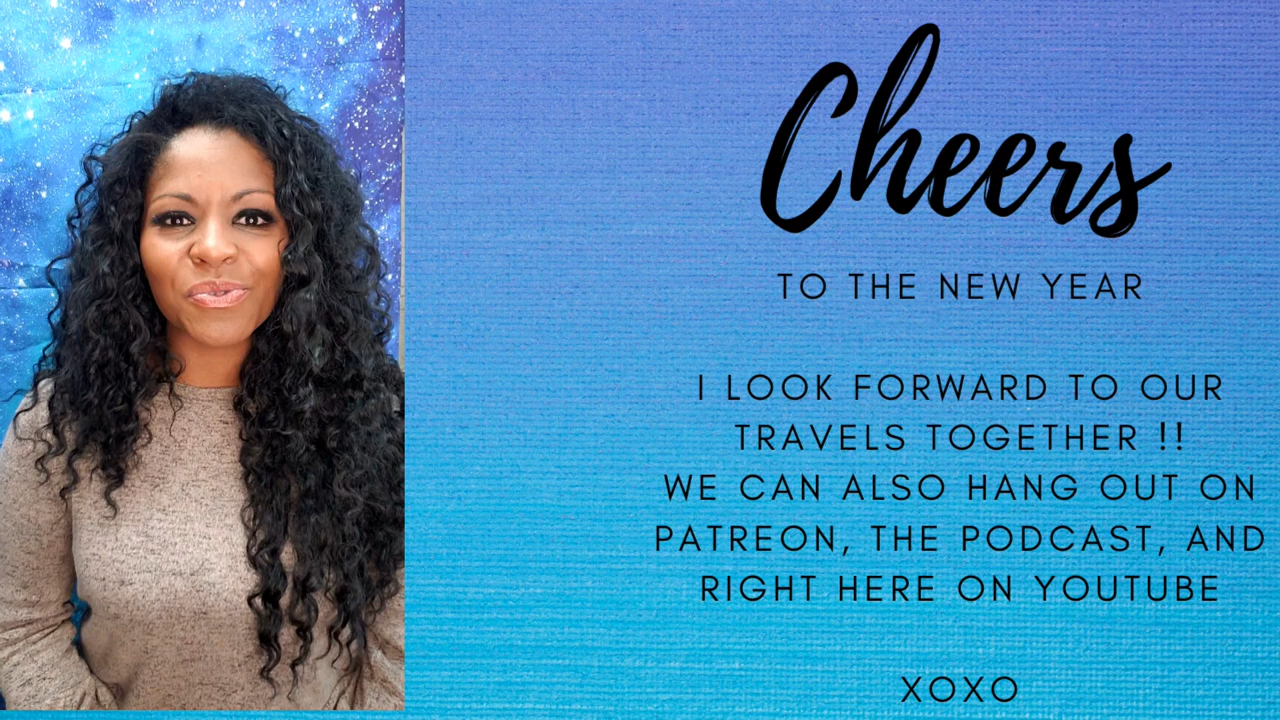 Cheers
TO THE NEW YEAR
I LOOK FORWARD TO OUR
TRAVELS TOGETHER !!
WE CAN ALSO HANG OUT ON
PATREON, THE PODCAST, AND
RIGHT HERE ON YOUTUBE
XOXO